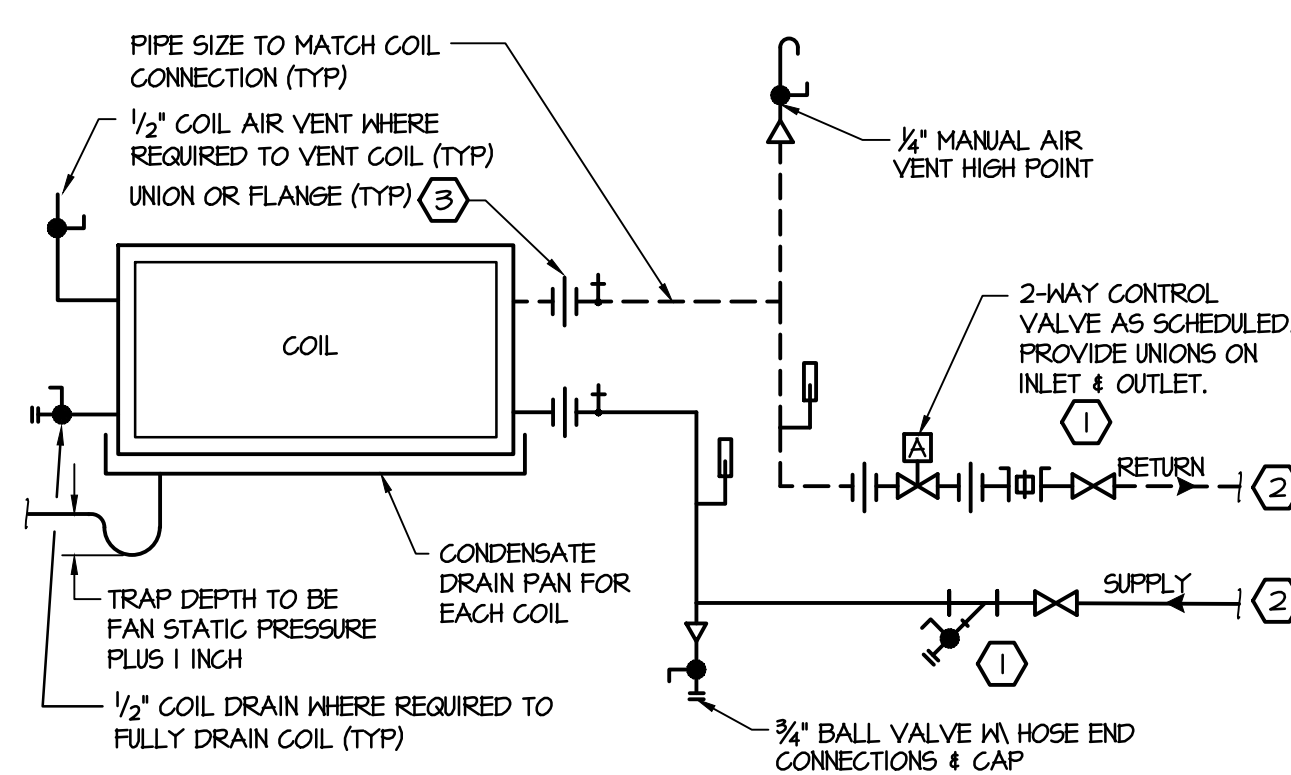 PIPE SIZE TO MATCH COIL
CONNECTION (TYP)
1/2" COIL AIR VENT WHERE
REQUIRED TO VENT COIL (TYP)
UNION OR FLANGE (TYP) 3
1/4" MANUAL AIR
VENT HIGH POINT
2-WAY CONTROL
VALVE AS SCHEDULED.
PROVIDE UNIONS ON
INLET & OUTLET.
1
COIL
A
RETURN
2
CONDENSATE
DRAIN PAN FOR
EACH COIL
SUPPLY
2
1
TRAP DEPTH TO BE
FAN STATIC PRESSURE
PLUS 1 INCH
1/2" COIL DRAIN WHERE REQUIRED TO
FULLY DRAIN COIL (TYP)
3/4" BALL VALVE W\ HOSE END
CONNECTIONS & CAP